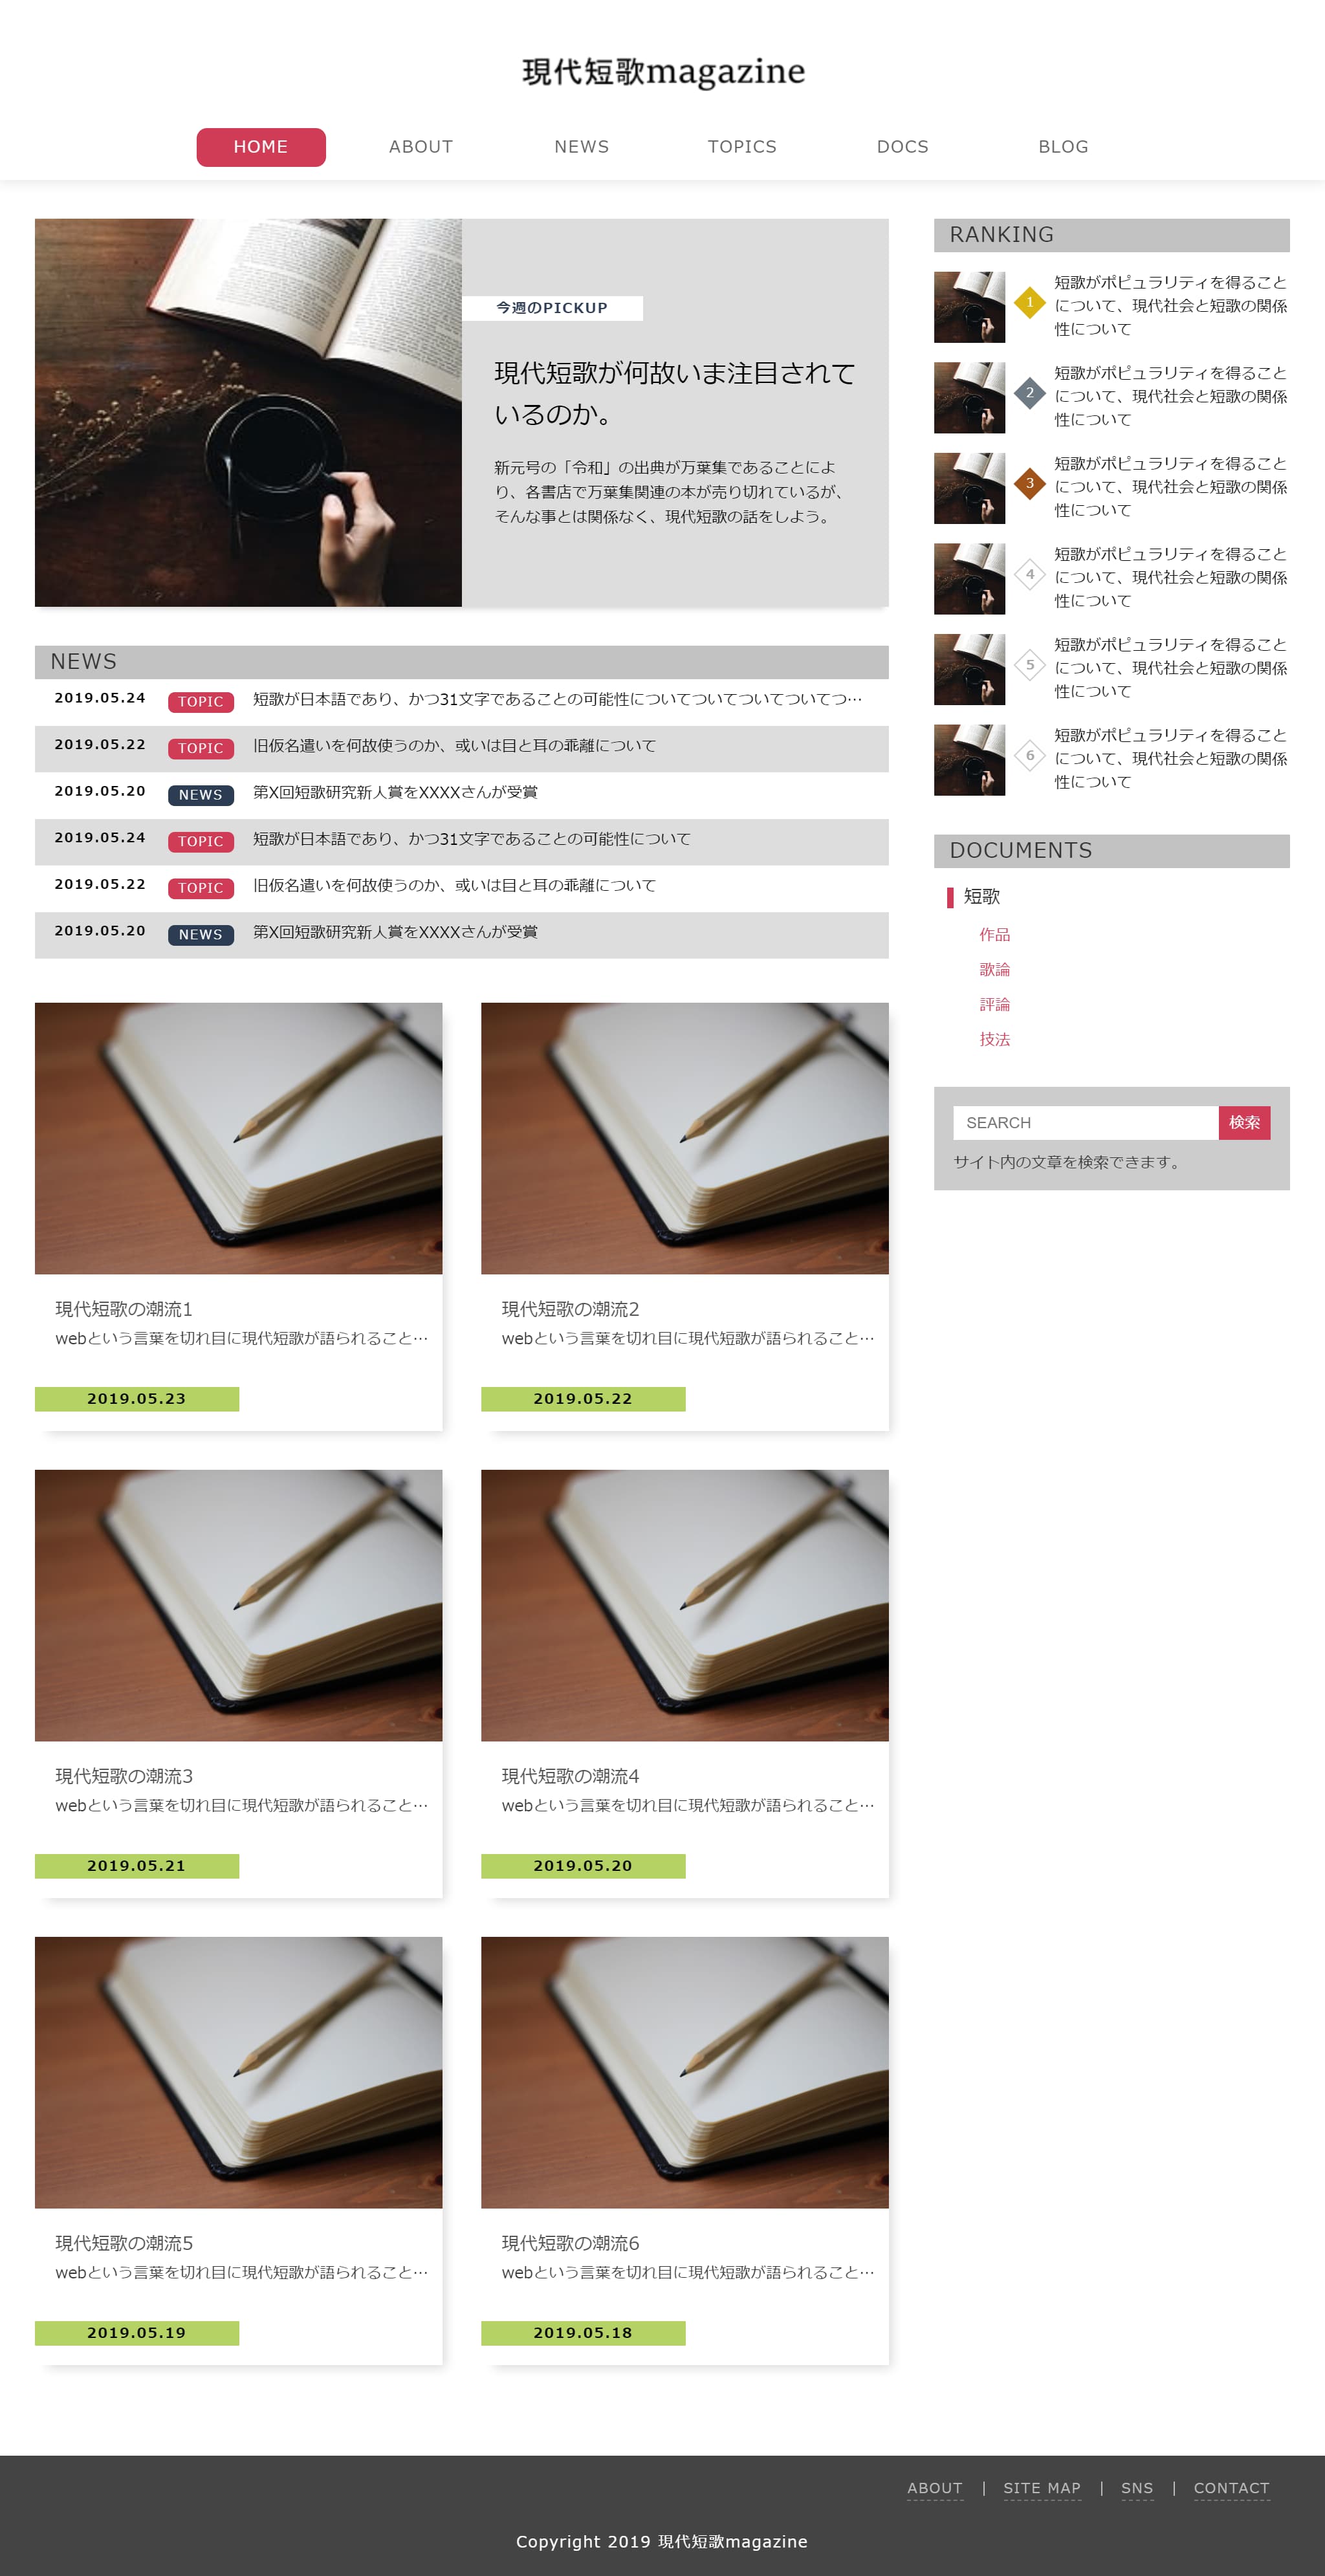 現代短歌magazine
HOME ABOUT NEWS TOPICS DOCS BLOG
今週のPICKUP
現代短歌が何故いま注目されて
いるのか。
新元号の「令和」の出典が万葉集であることによ
り、各書店で万葉集関連の本が売り切れているが、
そんな事とは関係なく、現代短歌の話をしよう。
NEWS
2019.05.24 TOPIC 短歌が日本語であり、かつ31文字であることの可能性についてついてついてついてつ…
2019.05.22 TOPIC 旧仮名遣いを何故使うのか、或いは目と耳の乖離について
2019.05.20 NEWS 第X回短歌研究新人賞をXXXXさんが受賞
2019.05.24 TOPIC 短歌が日本語であり、かつ31文字であることの可能性について
2019.05.22 TOPIC 旧仮名遣いを何故使うのか、或いは目と耳の乖離について
2019.05.20 NEWS 第X回短歌研究新人賞をXXXXさんが受賞
現代短歌の潮流1
webという言葉を切れ目に現代短歌が語られること…
2019.05.23
現代短歌の潮流2
webという言葉を切れ目に現代短歌が語られること…
2019.05.22
現代短歌の潮流3
webという言葉を切れ目に現代短歌が語られること…
2019.05.21
現代短歌の潮流4
webという言葉を切れ目に現代短歌が語られること…
2019.05.20
現代短歌の潮流5
webという言葉を切れ目に現代短歌が語られること…
2019.05.19
現代短歌の潮流6
webという言葉を切れ目に現代短歌が語られること…
2019.05.18
RANKING
1
短歌がポピュラリティを得ること
について、現代社会と短歌の関係
性について
2
短歌がポピュラリティを得ること
について、現代社会と短歌の関係
性について
3
短歌がポピュラリティを得ること
について、現代社会と短歌の関係
性について
4
短歌がポピュラリティを得ること
について、現代社会と短歌の関係
性について
5
短歌がポピュラリティを得ること
について、現代社会と短歌の関係
性について
6
短歌がポピュラリティを得ること
について、現代社会と短歌の関係
性について
DOCUMENTS
短歌
作品
歌論
評論
技法
SEARCH 検索
サイト内の文章を検索できます。
ABOUT | SITE MAP | SNS | CONTACT
Copyright 2019 現代短歌magazine